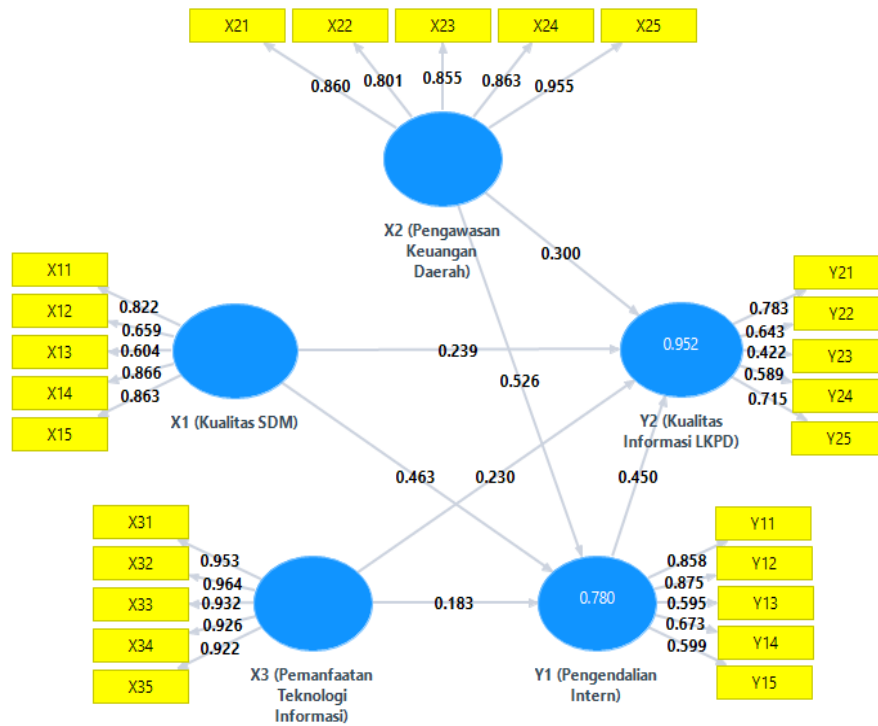 X21
X22
X23
X24
X25
0.860
0.801
0.855
0.863
0.955
X2 (Pengawasan
Keuangan
Daerah)
X11
X12
X13
X14
X15
0.822
0.659
0.604
0.866
0.863
X1 (Kualitas SDM)
0.300
0.239
0.526
0.463
0.230
0.450
0.183
0.952
Y2 (Kualitas
Informasi LKPD)
0.783
0.643
0.422
0.589
0.715
Y21
Y22
Y23
Y24
Y25
X31
X32
X33
X34
X35
0.953
0.964
0.932
0.926
0.922
X3 (Pemanfaatan
Teknologi
Informasi)
0.780
Y1 (Pengendalian
Intern)
0.858
0.875
0.595
0.673
0.599
Y11
Y12
Y13
Y14
Y15